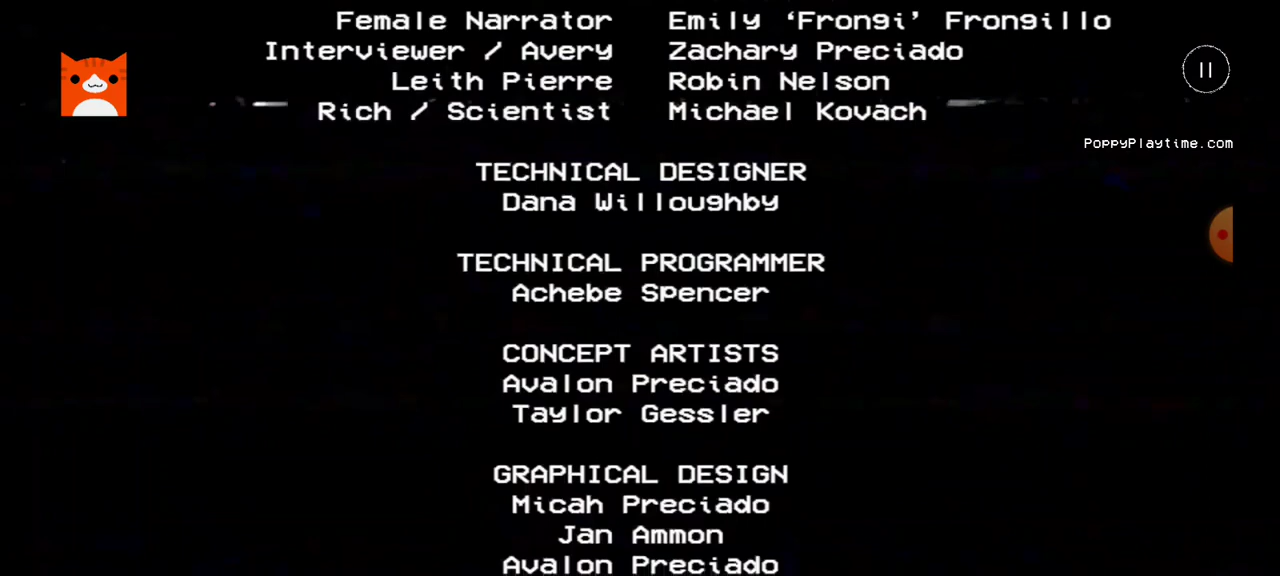 Female Narrator Emily ‘Frongi’ Frongillo
Interviewer / Avery Zachary Preciado
Leith Pierre Robin Nelson
Rich / Scientist Michael Kovach
PoppyPlaytime.com
TECHNICAL DESIGNER
Dana Willoughby
TECHNICAL PROGRAMMER
Achebe Spencer
CONCEPT ARTISTS
Avalon Preciado
Taylor Gessler
GRAPHICAL DESIGN
Micah Preciado
Jan Ammon
Avalon Preciado